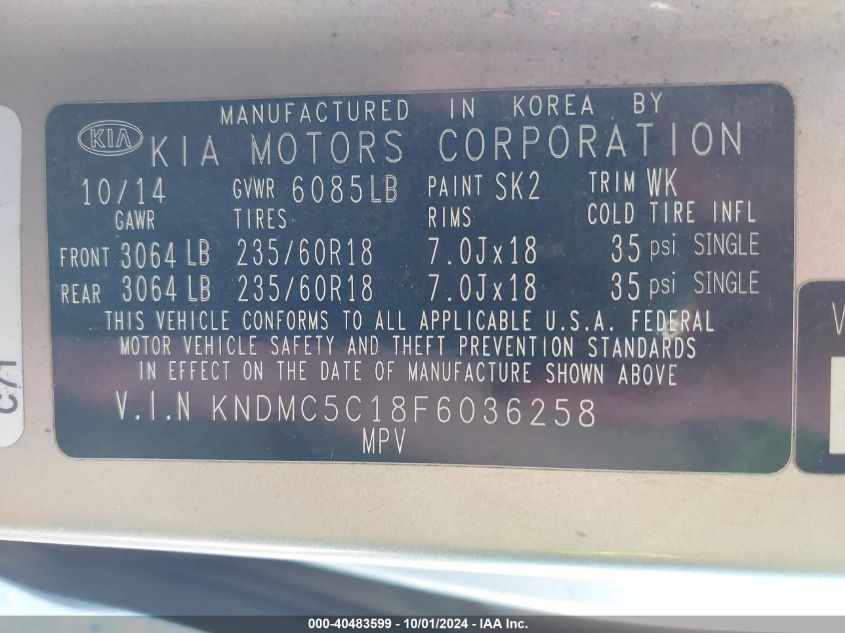 MANUFACTURED IN KOREA BY
KIA KIA MOTORS CORPORATION
10/14 GVWR 6085LB PAINT SK2 TRIM WK
GAWR TIRES RIMS COLD TIRE INFL
FRONT 3064 LB 235/60R18 7.0Jx18 35 psi SINGLE
REAR 3064 LB 235/60R18 7.0Jx18 35 psi SINGLE
THIS VEHICLE CONFORMS TO ALL APPLICABLE U.S.A. FEDERAL
MOTOR VEHICLE SAFETY AND THEFT PREVENTION STANDARDS
IN EFFECT ON THE DATE OF MANUFACTURE SHOWN ABOVE
V.I.N KNDMC5C18F6036258
MPV
000-40483599 - 10/01/2024 - IAAI.com